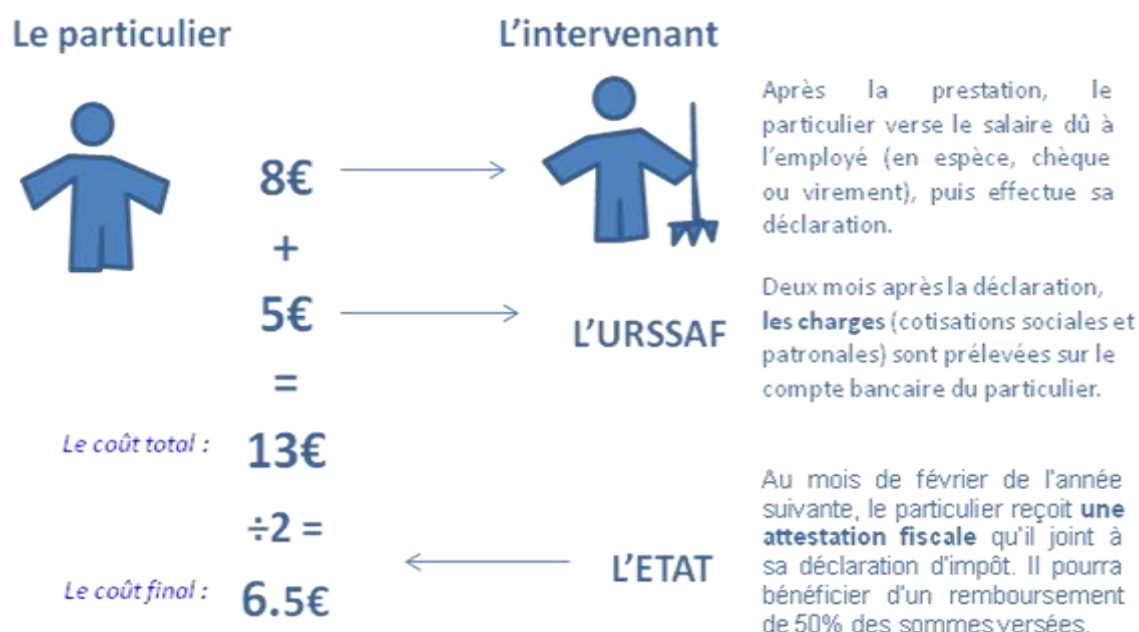 Le particulier
L'intervenant
8€
+
5€
=
Le coût total :
13€
÷2 =
Le coût final :
6.5€
L'URSSAF
L'ETAT
Après la prestation, le
particulier verse le salaire dû à
l'employé (en espèce, chèque
ou virement), puis effectue sa
déclaration.
Deux mois après la déclaration,
les charges (cotisations sociales et
patronales) sont prélevées sur le
compte bancaire du particulier.
Au mois de février de l'année
suivante, le particulier reçoit une
attestation fiscale qu'il joint à
sa déclaration d'impôt. Il pourra
bénéficier d'un remboursement
de 50% des sommes versées.